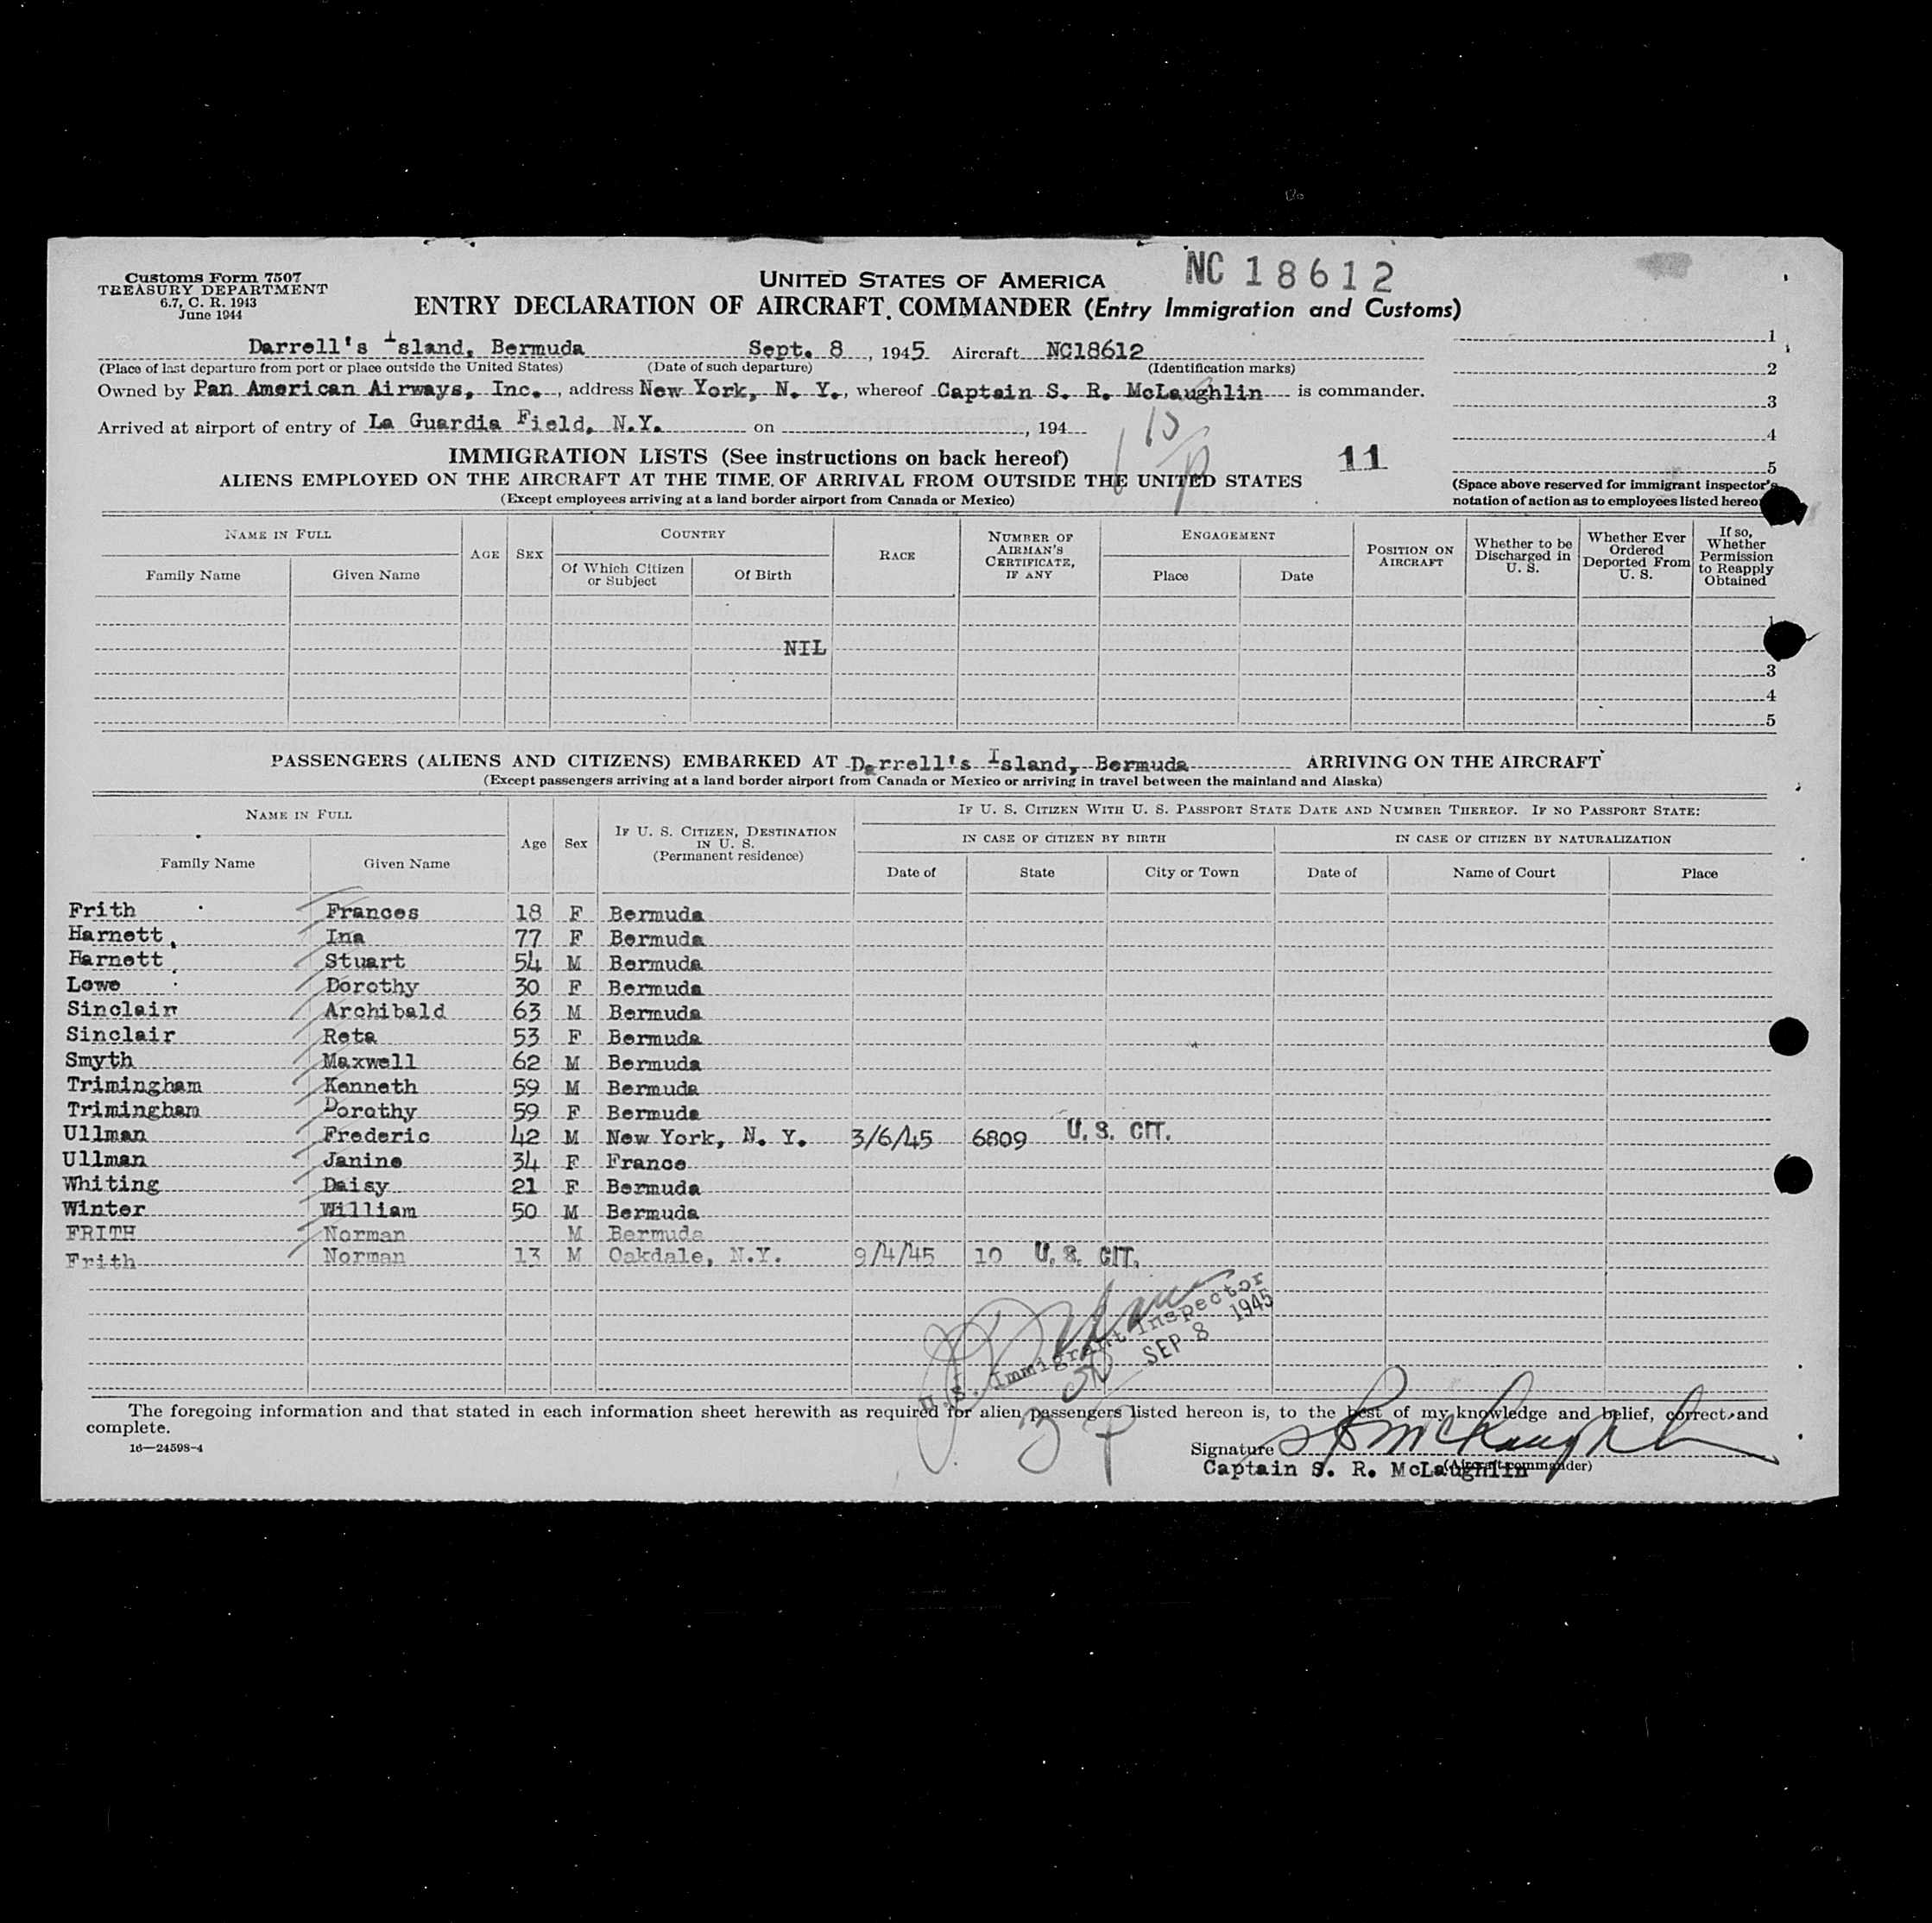 Customs Form 7507
TREASURY DEPARTMENT
6.7, C. R. 1943
June 1944
UNITED STATES OF AMERICA
NC 18612
ENTRY DECLARATION OF AIRCRAFT COMMANDER (Entry Immigration and Customs)
Darrell's Island, Bermuda Sept. 8, 1945 Aircraft NC18612
(Place of last departure from port or place outside the United States) (Date of such departure) (Identification marks)
Owned by Pan American Airways, Inc., address New York, N. Y., whereof Captain S. R. McLaughlin is commander.
Arrived at airport of entry of La Guardia Field, N.Y. on , 194
1
2
3
4
5
(Space above reserved for immigrant inspector's
notation of action as to employees listed hereon
IMMIGRATION LISTS (See instructions on back hereof) 11
ALIENS EMPLOYED ON THE AIRCRAFT AT THE TIME OF ARRIVAL FROM OUTSIDE THE UNITED STATES
(Except employees arriving at a land border airport from Canada or Mexico)
NAME IN FULL
Family Name Given Name
AGE SEX
COUNTRY
Of Which Citizen or Subject Of Birth
RACE
NUMBER OF AIRMAN'S CERTIFICATE, IF ANY
ENGAGEMENT
Place Date
POSITION ON AIRCRAFT
Whether to be Discharged in U. S.
Whether Ever Ordered Deported From U. S.
If so, Whether Permission to Reapply Obtained
1
NIL
3
4
5
PASSENGERS (ALIENS AND CITIZENS) EMBARKED AT Darrell's Island, Bermuda ARRIVING ON THE AIRCRAFT
(Except passengers arriving at a land border airport from Canada or Mexico or arriving in travel between the mainland and Alaska)
NAME IN FULL
Family Name Given Name
Age Sex
IF U. S. CITIZEN, DESTINATION IN U. S. (Permanent residence)
IF U. S. CITIZEN WITH U. S. PASSPORT STATE DATE AND NUMBER THEREOF. IF NO PASSPORT STATE:
IN CASE OF CITIZEN BY BIRTH IN CASE OF CITIZEN BY NATURALIZATION
Date of State City or Town Date of Name of Court Place
Frith Frances 18 F Bermuda
Harnett Ina 77 F Bermuda
Harnett Stuart 54 M Bermuda
Lowe Dorothy 30 F Bermuda
Sinclair Archibald 63 M Bermuda
Sinclair Reta 53 F Bermuda
Smyth Maxwell 62 M Bermuda
Trimingham Kenneth 59 M Bermuda
Trimingham Dorothy 59 F Bermuda
Ullman Frederic 42 M New York, N. Y. 3/6/45 6809 U. S. CIT.
Ullman Janine 34 F France
Whiting Daisy 21 F Bermuda
Winter William 50 M Bermuda
FRITH Norman M Bermuda
Frith Norman 13 M Oakdale, N.Y. 9/4/45 10 U. S. CIT.
U.S. Immigrant Inspector
SEP 8 1945
The foregoing information and that stated in each information sheet herewith as required for alien passengers listed hereon is, to the best of my knowledge and belief, correct and
complete.
16—24598-4
Signature S R McLaughlin
(Aircraft commander)
Captain S. R. McLaughlin